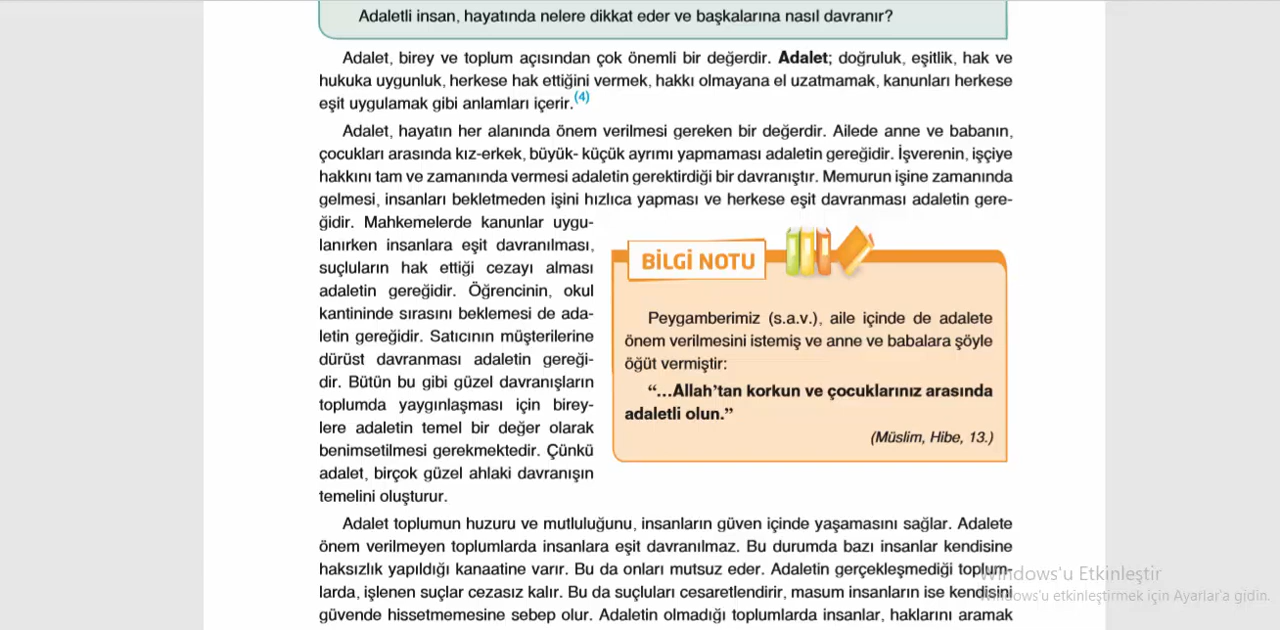 Adaletli insan, hayatında nelere dikkat eder ve başkalarına nasıl davranır?
Adalet, birey ve toplum açısından çok önemli bir değerdir. Adalet; doğruluk, eşitlik, hak ve
hukuka uygunluk, herkese hak ettiğini vermek, hakkı olmayana el uzatmamak, kanunları herkese
eşit uygulamak gibi anlamları içerir.(4)
Adalet, hayatın her alanında önem verilmesi gereken bir değerdir. Ailede anne ve babanın,
çocukları arasında kız-erkek, büyük- küçük ayrımı yapmaması adaletin gereğidir. İşverenin, işçiye
hakkını tam ve zamanında vermesi adaletin gerektirdiği bir davranıştır. Memurun işine zamanında
gelmesi, insanları bekletmeden işini hızlıca yapması ve herkese eşit davranması adaletin gere-
ğidir. Mahkemelerde kanunlar uygu-
lanırken insanlara eşit davranılması,
suçluların hak ettiği cezayı alması
adaletin gereğidir. Öğrencinin, okul
kantininde sırasını beklemesi de ada-
letin gereğidir. Satıcının müşterilerine
dürüst davranması adaletin gereği-
dir. Bütün bu gibi güzel davranışların
toplumda yaygınlaşması için birey-
lere adaletin temel bir değer olarak
benimsetilmesi gerekmektedir. Çünkü
adalet, birçok güzel ahlaki davranışın
temelini oluşturur.
BİLGİ NOTU
Peygamberimiz (s.a.v.), aile içinde de adalete
önem verilmesini istemiş ve anne ve babalara şöyle
öğüt vermiştir:
“...Allah’tan korkun ve çocuklarınız arasında
adaletli olun.”
(Müslim, Hibe, 13.)
Adalet toplumun huzuru ve mutluluğunu, insanların güven içinde yaşamasını sağlar. Adalete
önem verilmeyen toplumlarda insanlara eşit davranılmaz. Bu durumda bazı insanlar kendisine
haksızlık yapıldığı kanaatine varır. Bu da onları mutsuz eder. Adaletin gerçekleşmediği toplum-
larda, işlenen suçlar cezasız kalır. Bu da suçluları cesaretlendirir, masum insanların ise kendisini
güvende hissetmemesine sebep olur. Adaletin olmadığı toplumlarda insanlar, haklarını aramak
Windows'u Etkinleştir
Windows'u etkinleştirmek için Ayarlar'a gidin.